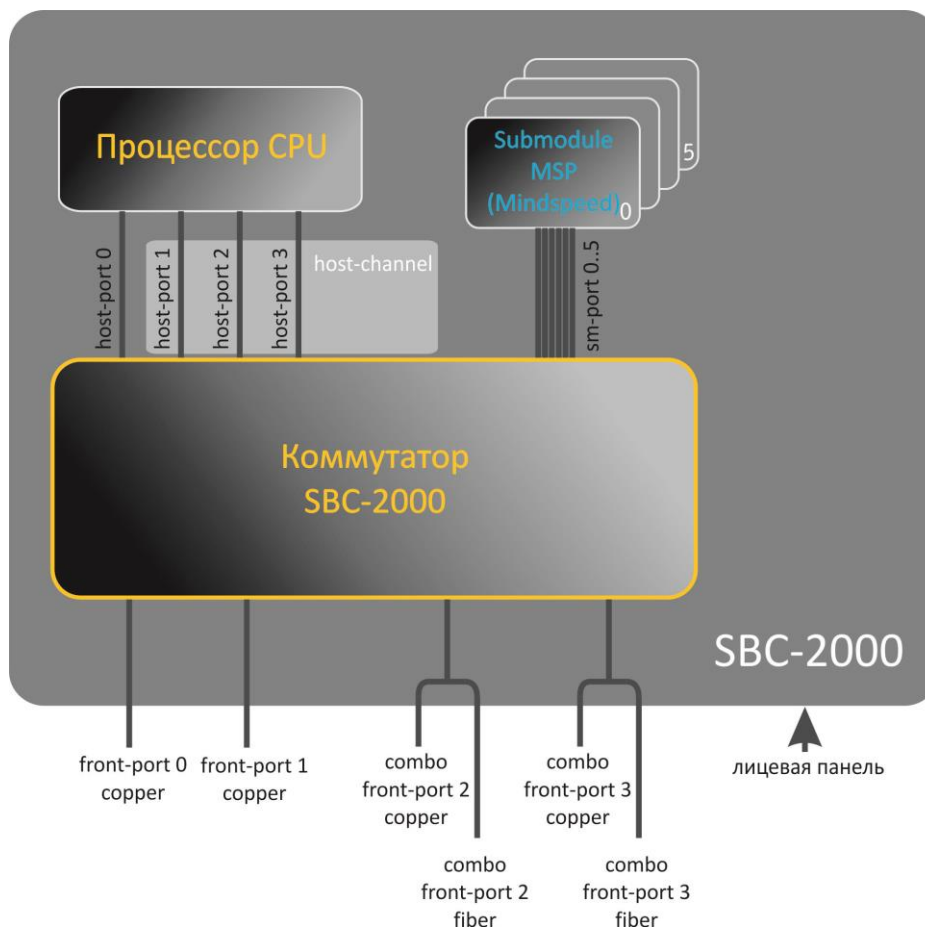 Процессор CPU
Submodule
MSP
(Mindspeed)
0
5
host-port 0
host-port 1
host-port 2
host-port 3
host-channel
sm-port 0..5
Коммутатор
SBC-2000
SBC-2000
front-port 0
copper
front-port 1
copper
combo
front-port 2
copper
combo
front-port 3
copper
лицевая панель
combo
front-port 2
fiber
combo
front-port 3
fiber